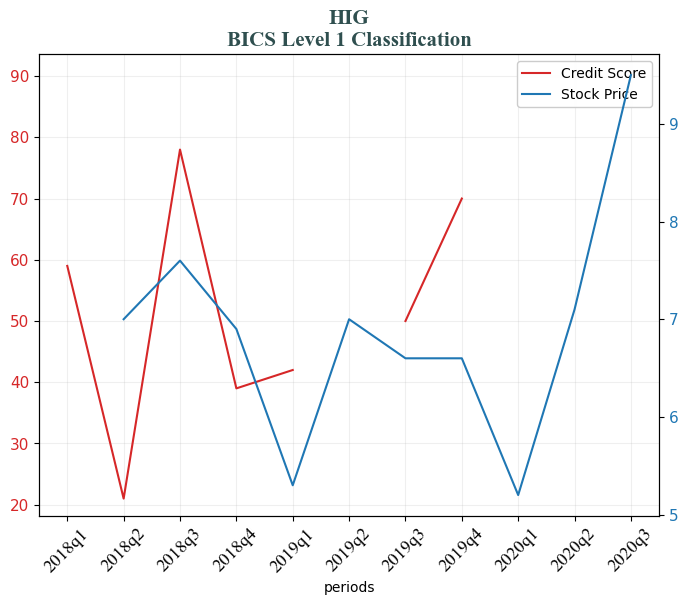 HIG
BICS Level 1 Classification
Credit Score
Stock Price
90
80
70
60
50
40
30
20
9
8
7
6
5
2018q1
2018q2
2018q3
2018q4
2019q1
2019q2
2019q3
2019q4
2020q1
2020q2
2020q3
periods